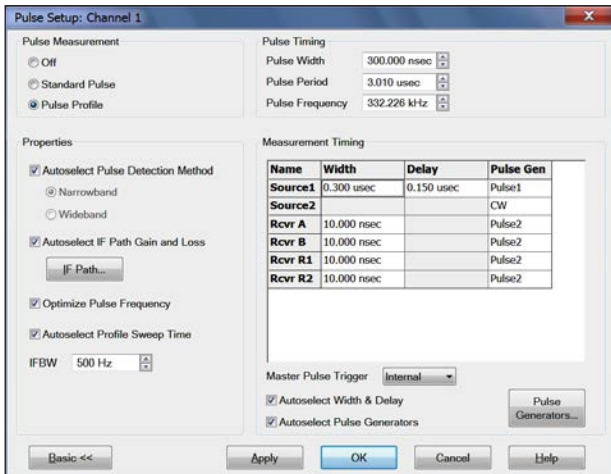 Pulse Setup: Channel 1
Pulse Measurement
Off
Standard Pulse
Pulse Profile
Pulse Timing
Pulse Width 300.000 nsec
Pulse Period 3.010 usec
Pulse Frequency 332.226 kHz
Properties
Autoselect Pulse Detection Method
Narrowband
Wideband
Autoselect IF Path Gain and Loss
IF Path...
Optimize Pulse Frequency
Autoselect Profile Sweep Time
IFBW 500 Hz
Measurement Timing
Name Width Delay Pulse Gen
Source1 0.300 usec 0.150 usec Pulse1
Source2 CW
Rcvr A 10.000 nsec Pulse2
Rcvr B 10.000 nsec Pulse2
Rcvr R1 10.000 nsec Pulse2
Rcvr R2 10.000 nsec Pulse2
Master Pulse Trigger Internal
Autoselect Width & Delay
Autoselect Pulse Generators
Pulse
Generators...
Basic << Apply OK Cancel Help